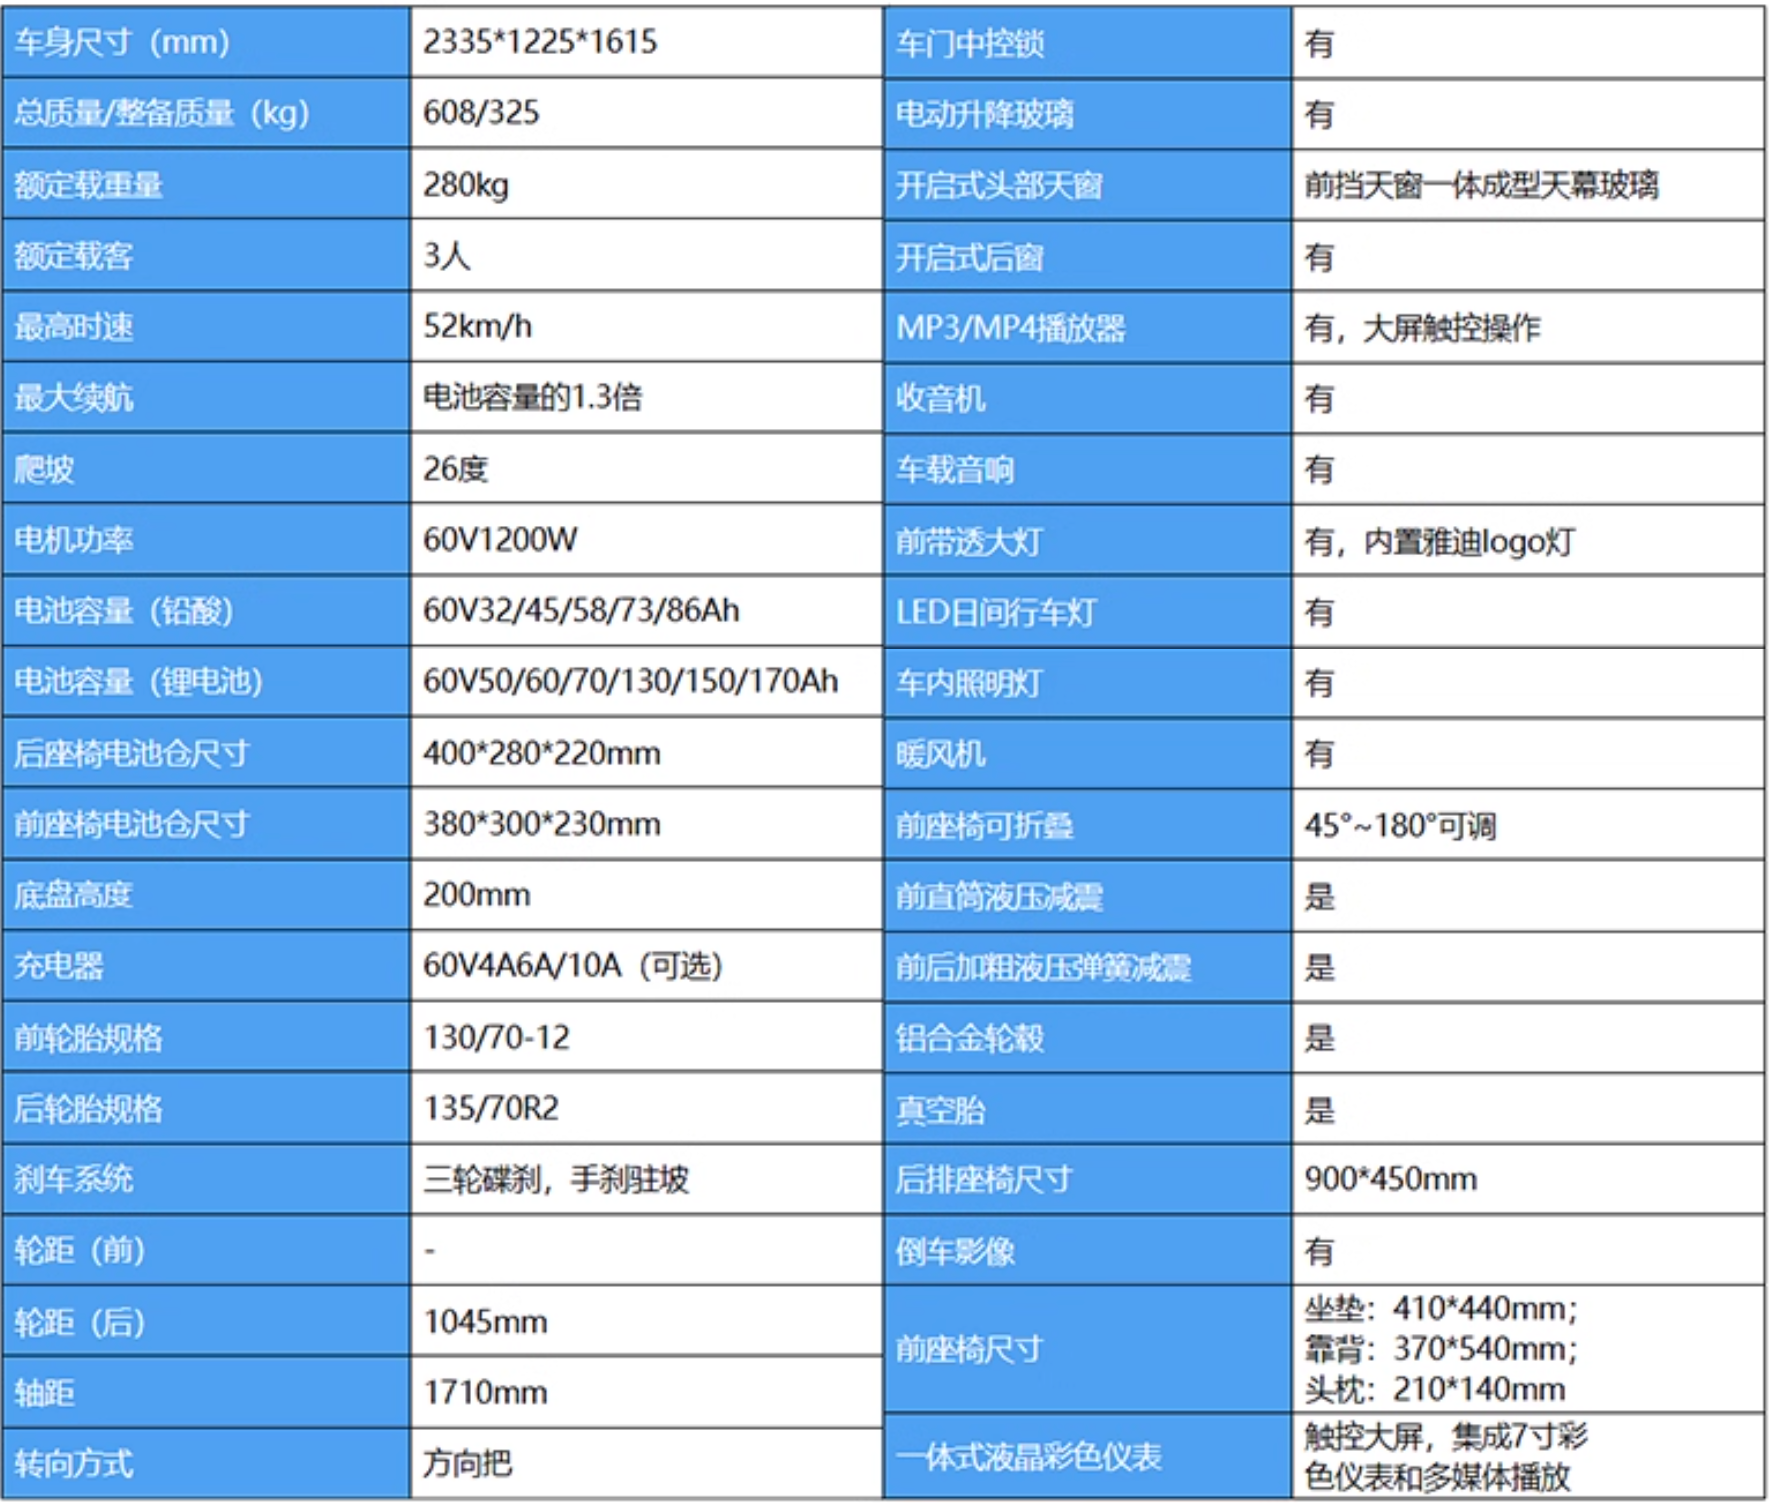 车身尺寸（mm） 2335*1225*1615 车门中控锁 有
总质量/整备质量（kg） 608/325 电动升降玻璃 有
额定载重量 280kg 开启式头部天窗 前挡天窗一体成型天幕玻璃
额定载客 3人 开启式后窗 有
最高时速 52km/h MP3/MP4播放器 有，大屏触控操作
最大续航 电池容量的1.3倍 收音机 有
爬坡 26度 车载音响 有
电机功率 60V1200W 前带透大灯 有，内置雅迪logo灯
电池容量（铅酸） 60V32/45/58/73/86Ah LED日间行车灯 有
电池容量（锂电池） 60V50/60/70/130/150/170Ah 车内照明灯 有
后座椅电池仓尺寸 400*280*220mm 暖风机 有
前座椅电池仓尺寸 380*300*230mm 前座椅可折叠 45°~180°可调
底盘高度 200mm 前直筒液压减震 是
充电器 60V4A6A/10A（可选） 前后加粗液压弹簧减震 是
前轮胎规格 130/70-12 铝合金轮毂 是
后轮胎规格 135/70R2 真空胎 是
刹车系统 三轮碟刹，手刹驻坡 后排座椅尺寸 900*450mm
轮距（前） - 倒车影像 有
轮距（后） 1045mm 前座椅尺寸 坐垫：410*440mm；
靠背：370*540mm；
头枕：210*140mm
轴距 1710mm
转向方式 方向把 一体式液晶彩色仪表 触控大屏，集成7寸彩
色仪表和多媒体播放